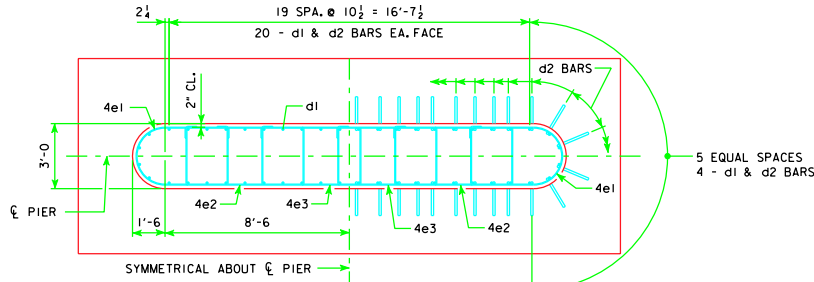 2¼
19 SPA. @ 10½ = 16'-7½
20 - d1 & d2 BARS EA. FACE
d2 BARS
2" CL.
4e1
d1
3'-0
5 EQUAL SPACES
4 - d1 & d2 BARS
4e1
℄ PIER
4e2
4e3
4e3
4e2
1'-6
8'-6
SYMMETRICAL ABOUT ℄ PIER